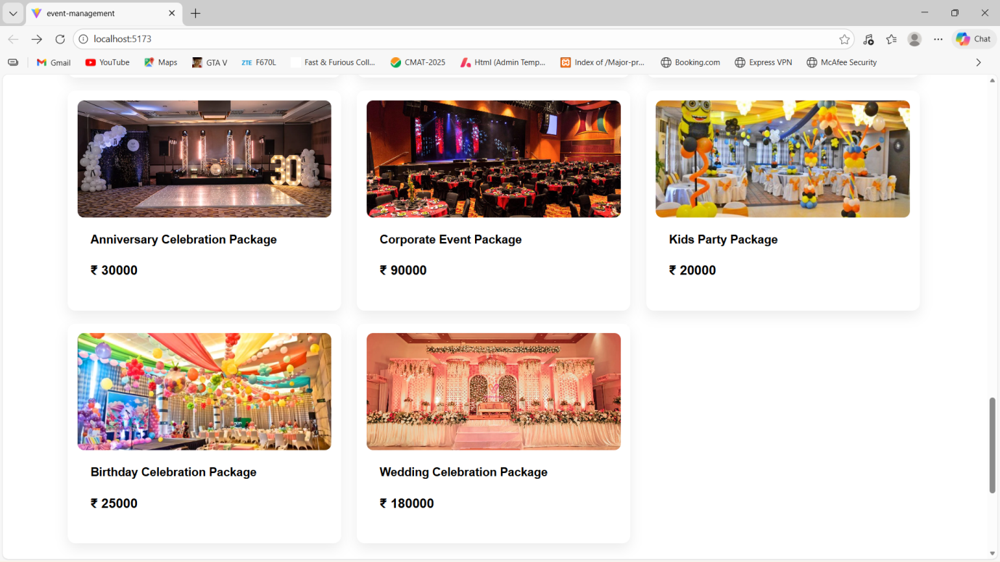 event-management
localhost:5173
Chat
Gmail
YouTube
Maps
GTA V
ZTE F670L
Fast & Furious Coll...
CMAT-2025
Html (Admin Temp...
Index of /Major-pr...
Booking.com
Express VPN
McAfee Security
30
Anniversary Celebration Package
Corporate Event Package
Kids Party Package
₹ 30000
₹ 90000
₹ 20000
Birthday Celebration Package
Wedding Celebration Package
₹ 25000
₹ 180000